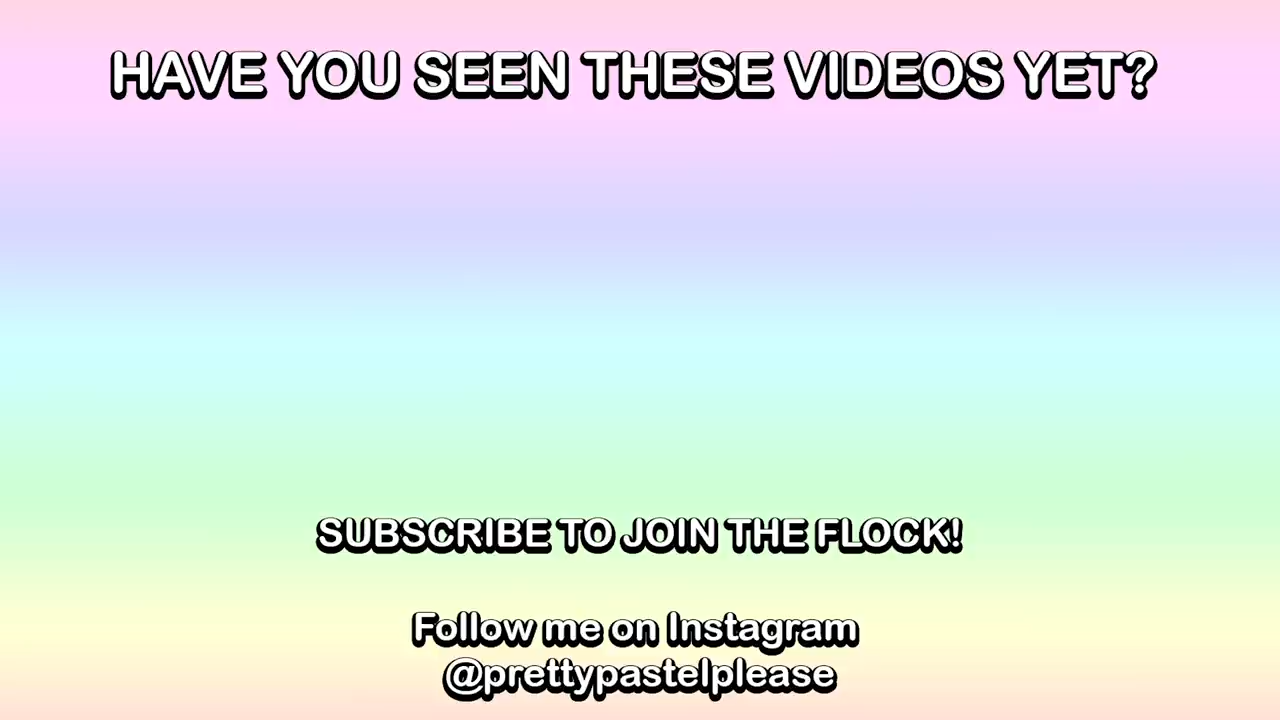 HAVE YOU SEEN THESE VIDEOS YET?
SUBSCRIBE TO JOIN THE FLOCK!
Follow me on Instagram
@prettypastelplease